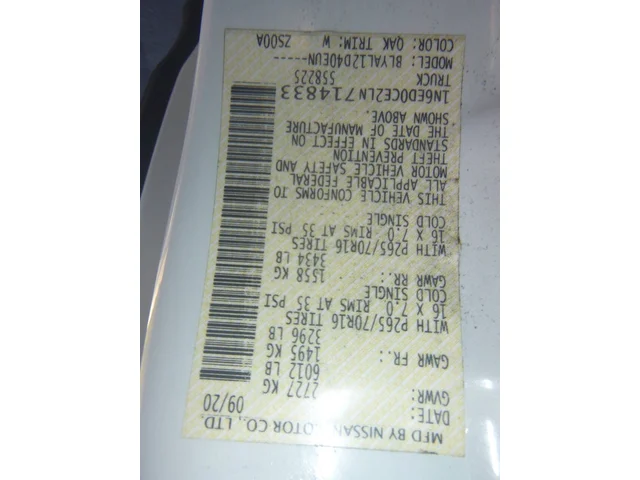 MFD BY NISSAN MOTOR CO., LTD.
DATE: 09/20
GVWR: 2727 KG
6012 LB
GAWR FR.: 1495 KG
3296 LB
WITH P265/70R16 TIRES
16 X 7.0 RIMS AT 35 PSI
COLD SINGLE
GAWR RR: 1558 KG
3434 LB
WITH P265/70R16 TIRES
16 X 7.0 RIMS AT 35 PSI
COLD SINGLE
THIS VEHICLE CONFORMS TO
ALL APPLICABLE FEDERAL
MOTOR VEHICLE SAFETY AND
THEFT PREVENTION
STANDARDS IN EFFECT ON
THE DATE OF MANUFACTURE
SHOWN ABOVE.
1N6ED0CE2LN714833
TRUCK 558225
MODEL: BLYAL12D40EUN-----
COLOR: QAK TRIM: W ZS00A